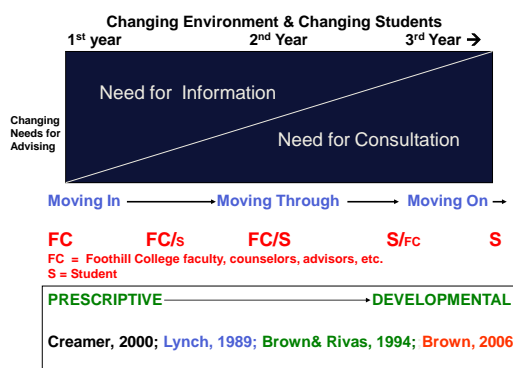 Changing Environment & Changing Students
1st year 2nd Year 3rd Year →
Need for Information
Changing
Needs for
Advising
Need for Consultation
Moving In Moving Through Moving On
FC FC/S FC/S S/FC S
FC = Foothill College faculty, counselors, advisors, etc.
S = Student
PRESCRIPTIVE DEVELOPMENTAL
Creamer, 2000; Lynch, 1989; Brown& Rivas, 1994; Brown, 2006